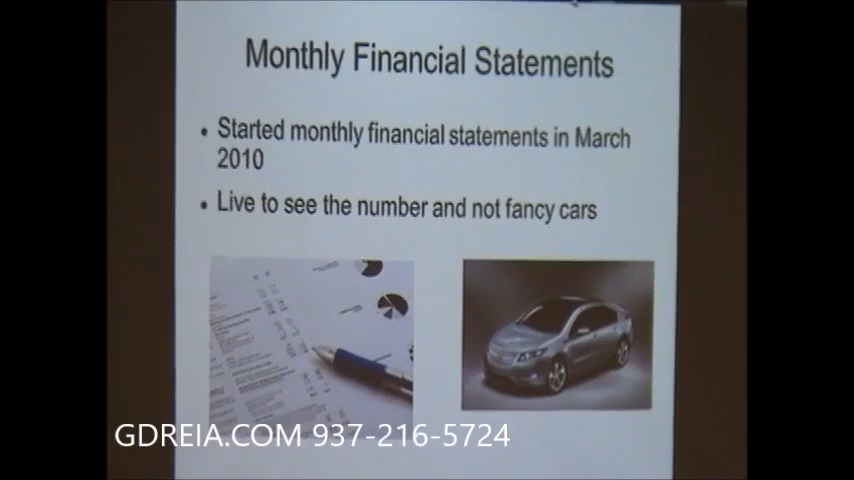 Monthly Financial Statements
• Started monthly financial statements in March
2010
• Live to see the number and not fancy cars
GDREIA.COM 937-216-5724